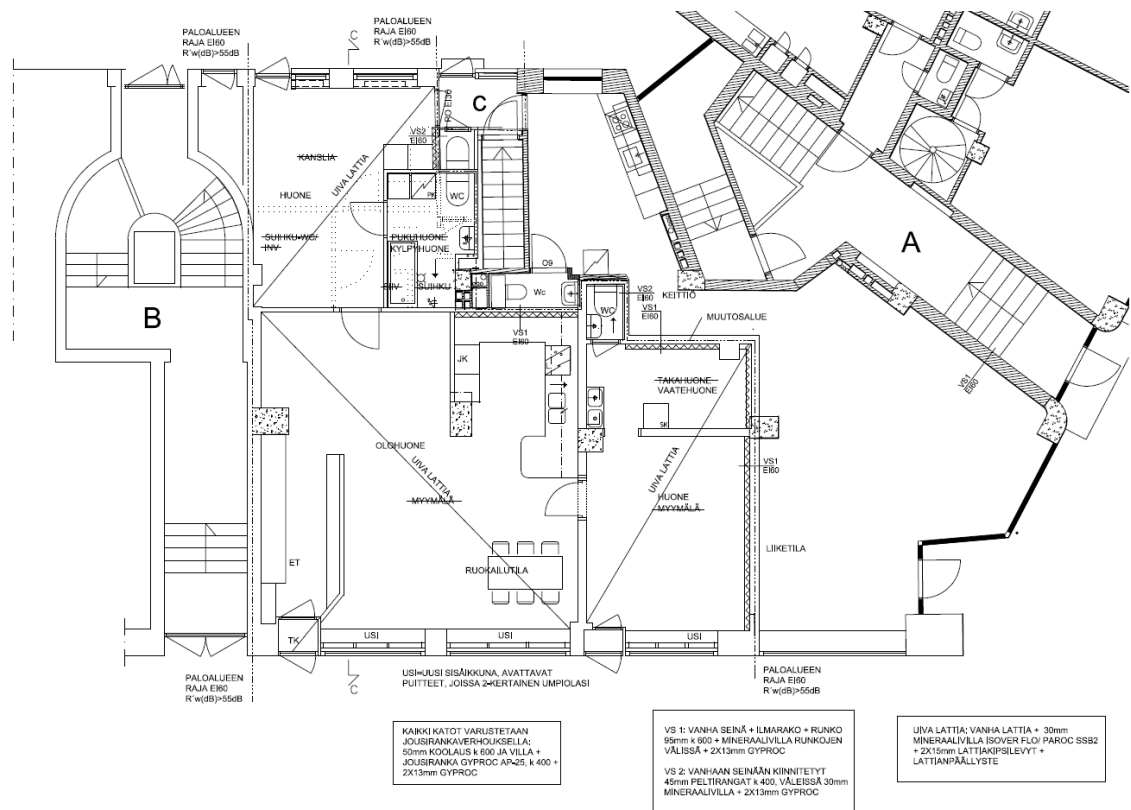 PALOALUEEN
RAJA EI60
R´w(dB)>55dB
PALOALUEEN
RAJA EI60
R´w(dB)>55dB
C
C
RO EI30
VS2
EI60
KANSLIA
UIVA LATTIA
HUONE
PK
WC
SUIHKU-WC/
INV
PUKUHUONE
KYLPYHUONE
SIIV
SUIHKU
O9
Wc
A
B
VS2
EI60
KEITTIÖ
VS1
EI60
WC
MUUTOSALUE
VS1
EI60
JK
TAKAHUONE
VAATEHUONE
SK
VS1
EI60
OLOHUONE
UIVA LATTIA
MYYMÄLÄ
UIVA LATTIA
VS1
EI60
HUONE
MYYMÄLÄ
LIIKETILA
ET
RUOKAILUTILA
TK
USI
USI
USI
PALOALUEEN
RAJA EI60
R´w(dB)>55dB
C
USI=UUSI SISÄIKKUNA, AVATTAVAT
PUITTEET, JOISSA 2-KERTAINEN UMPIOLASI
PALOALUEEN
RAJA EI60
R´w(dB)>55dB
KAIKKI KATOT VARUSTETAAN
JOUSIRANKAVERHOUKSELLA:
50mm KOOLAUS k 600 JA VILLA +
JOUSIRANKA GYPROC AP-25, k 400 +
2X13mm GYPROC
VS 1: VANHA SEINÄ + ILMARAKO + RUNKO
95mm k 600 + MINERAALIVILLA RUNKOJEN
VÄLISSÄ + 2X13mm GYPROC
VS 2: VANHAAN SEINÄÄN KIINNITETYT
45mm PELTIRANGAT k 400, VÄLEISSÄ 30mm
MINERAALIVILLA + 2X13mm GYPROC
UIVA LATTIA; VANHA LATTIA + 30mm
MINERAALIVILLA ISOVER FLO/ PAROC SSB2
+ 2X15mm LATTIAKIPSILEVYT +
LATTIANPÄÄLLYSTE